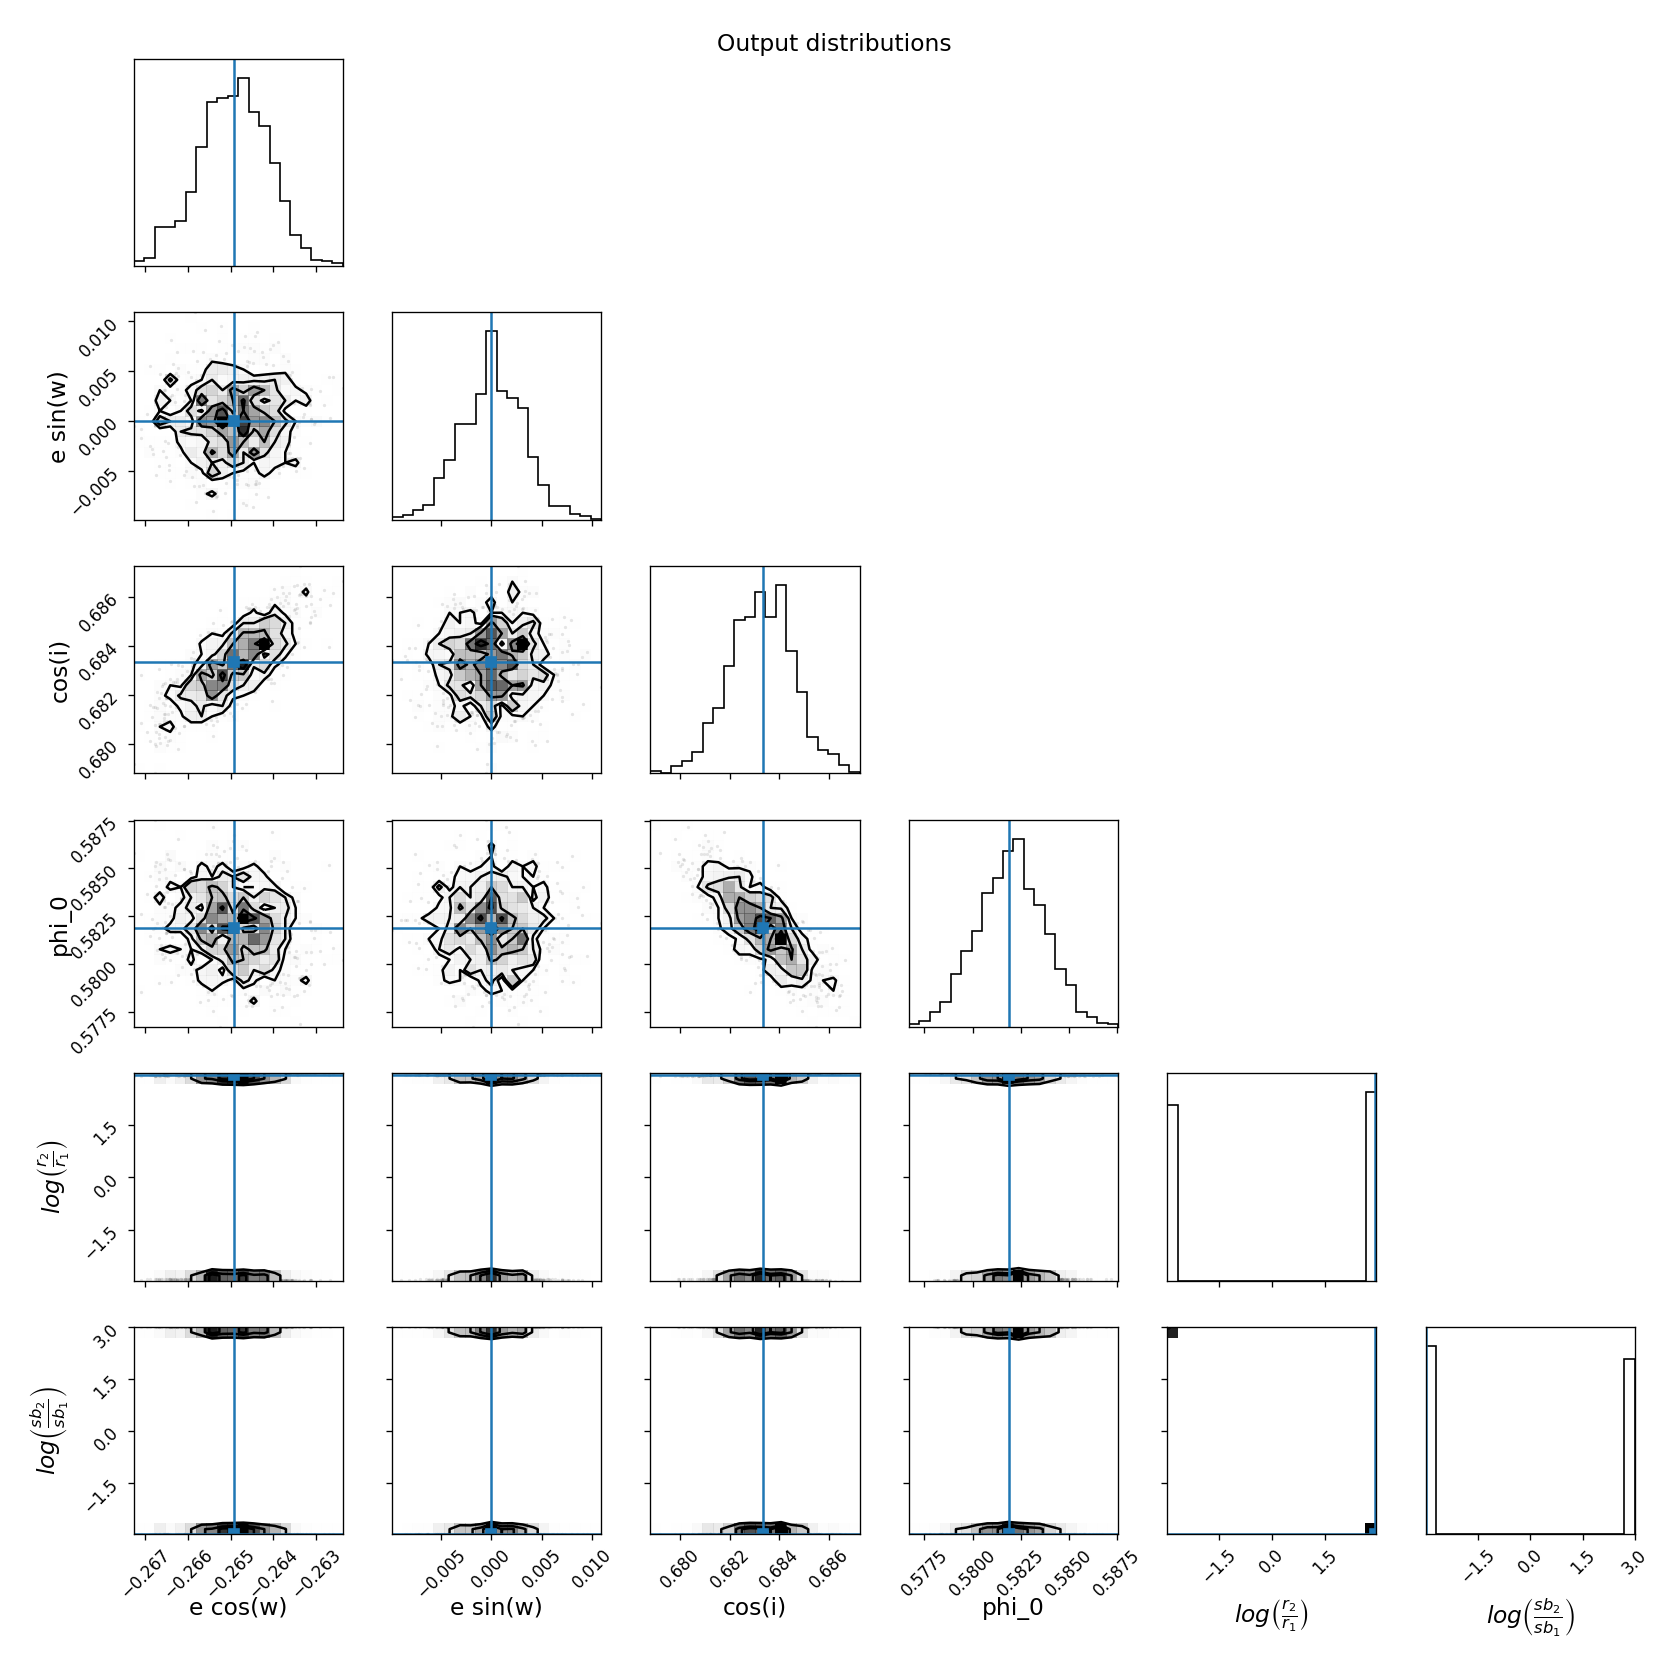 Output distributions
0.010
0.005
0.000
−0.005
e sin(w)
0.686
0.684
0.682
0.680
cos(i)
0.5875
0.5850
0.5825
0.5800
0.5775
phi_0
1.5
0.0
−1.5
log(r₂/r₁)
3.0
1.5
0.0
−1.5
log(sb₂/sb₁)
−0.267 −0.266 −0.265 −0.264 −0.263
−0.005 0.000 0.005 0.010
0.680 0.682 0.684 0.686
0.5775 0.5800 0.5825 0.5850 0.5875
−1.5 0.0 1.5
−1.5 0.0 1.5 3.0
e cos(w)
e sin(w)
cos(i)
phi_0
log(r₂/r₁)
log(sb₂/sb₁)